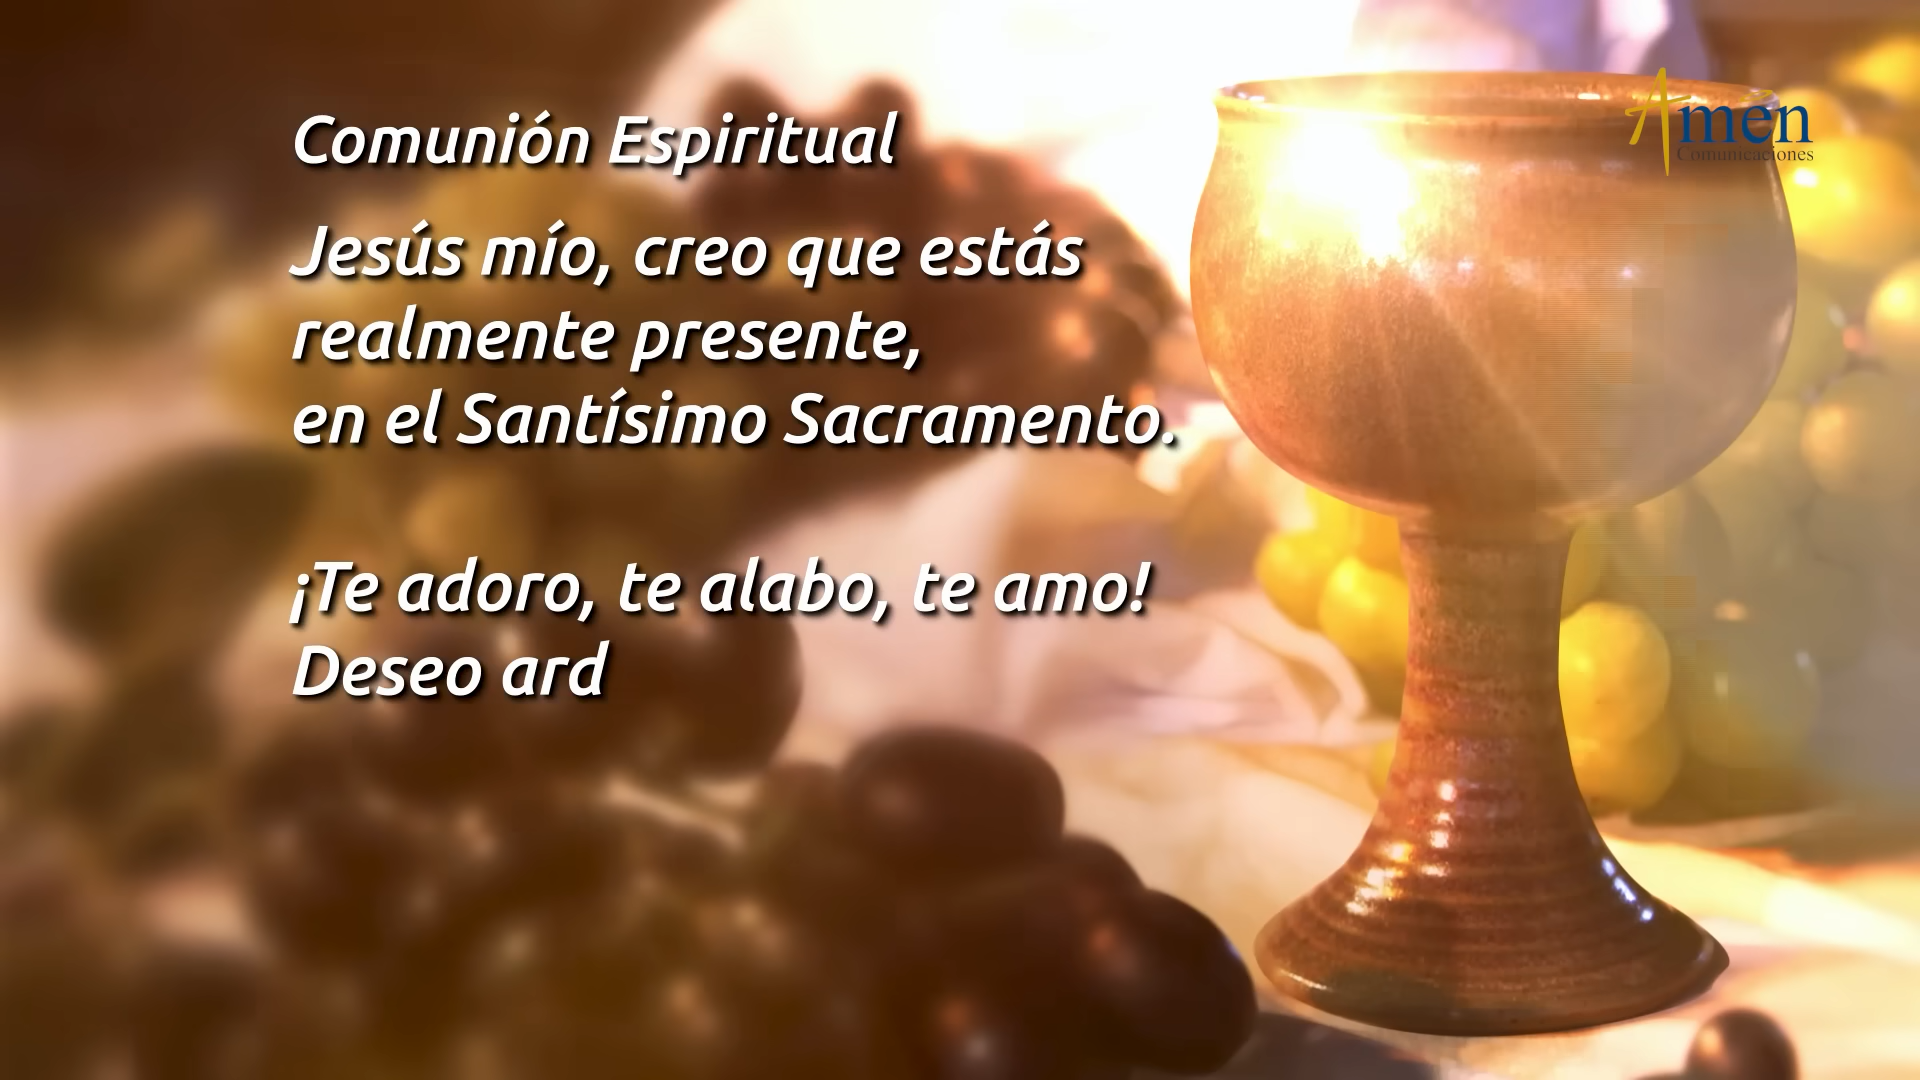 Comunión Espiritual
Jesús mío, creo que estás
realmente presente,
en el Santísimo Sacramento.
¡Te adoro, te alabo, te amo!
Deseo ard
Amén
Comunicaciones